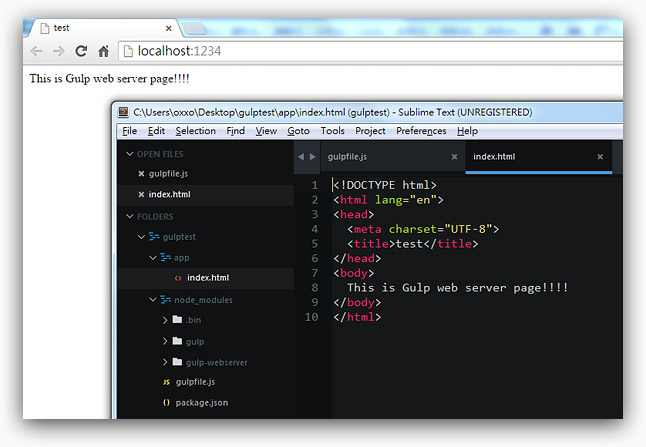 test
localhost:1234
This is Gulp web server page!!!!
C:\Users\oxxo\Desktop\gulptest\app\index.html (gulptest) - Sublime Text (UNREGISTERED)
File Edit Selection Find View Goto Tools Project Preferences Help
OPEN FILES
gulpfile.js
index.html
FOLDERS
gulptest
app
index.html
node_modules
.bin
gulp
gulp-webserver
gulpfile.js
package.json
gulpfile.js index.html
1 <!DOCTYPE html>
2 <html lang="en">
3 <head>
4 <meta charset="UTF-8">
5 <title>test</title>
6 </head>
7 <body>
8 This is Gulp web server page!!!!
9 </body>
10 </html>